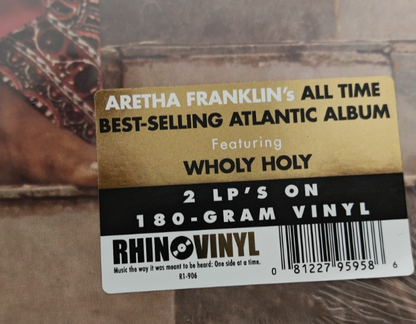 ARETHA FRANKLIN's ALL TIME
BEST-SELLING ATLANTIC ALBUM
Featuring
WHOLY HOLY
2 LP'S ON
180-GRAM VINYL
RHINO VINYL
Music the way it was meant to be heard: One side at a time.
R1-906
0 81227 95958 6